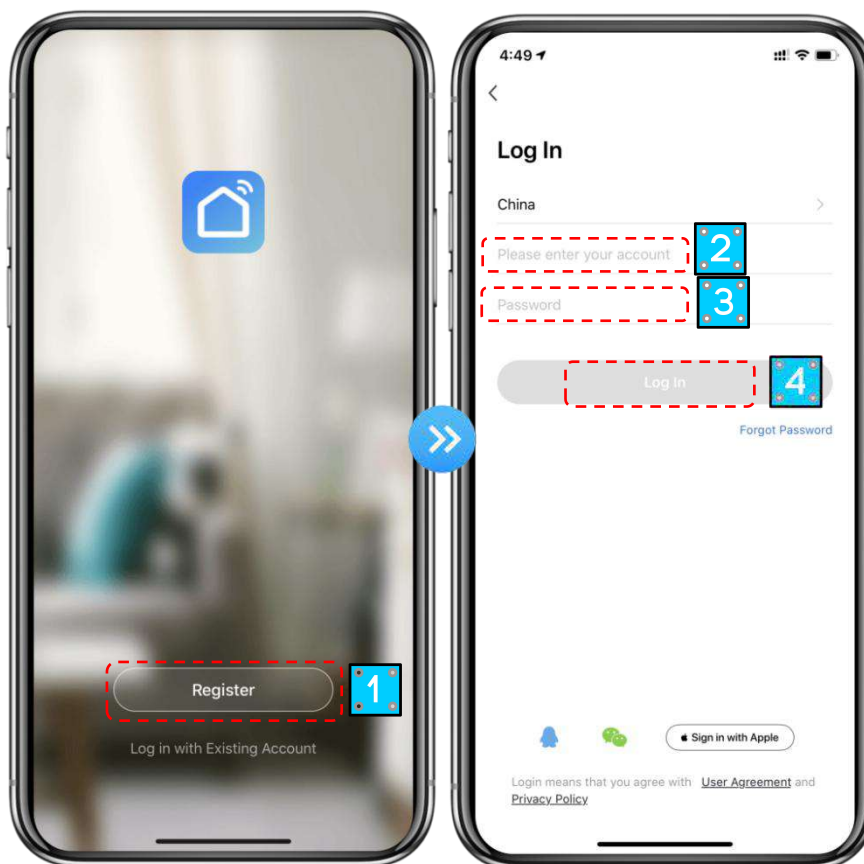 Register
1
Log in with Existing Account
4:49
Log In
China
Please enter your account
2
Password
3
Log In
4
Forgot Password
Sign in with Apple
Login means that you agree with User Agreement and
Privacy Policy